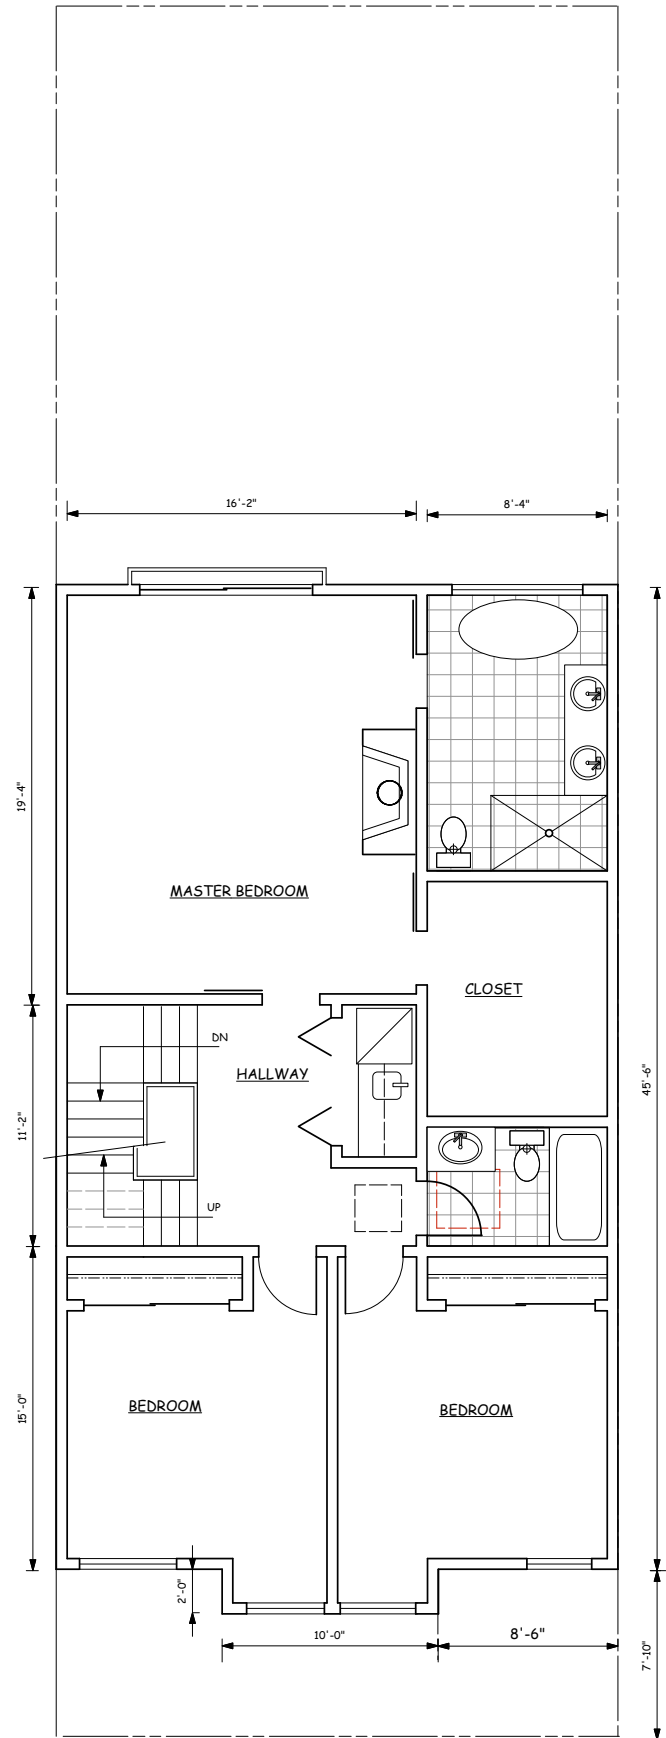 16'-2"
8'-4"
19'-4"
MASTER BEDROOM
CLOSET
DN
HALLWAY
45'-6"
11'-2"
UP
15'-0"
BEDROOM
BEDROOM
2'-0"
10'-0"
8'-6"
7'-10"